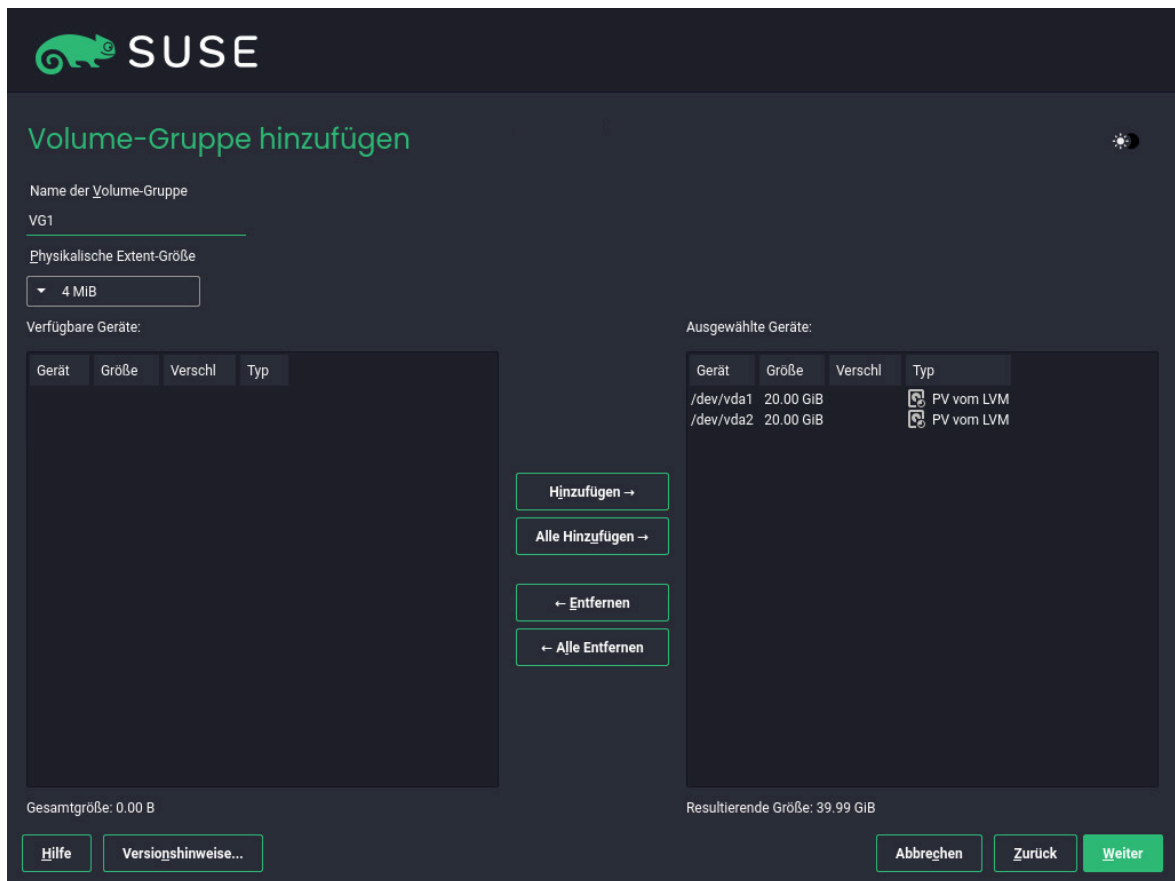 SUSE
Volume-Gruppe hinzufügen
Name der Volume-Gruppe
VG1
Physikalische Extent-Größe
4 MiB
Verfügbare Geräte:
Gerät Größe Verschl Typ
Hinzufügen →
Alle Hinzufügen →
← Entfernen
← Alle Entfernen
Ausgewählte Geräte:
Gerät Größe Verschl Typ
/dev/vda1 20.00 GiB PV vom LVM
/dev/vda2 20.00 GiB PV vom LVM
Gesamtgröße: 0.00 B
Resultierende Größe: 39.99 GiB
Hilfe Versionshinweise... Abbrechen Zurück Weiter